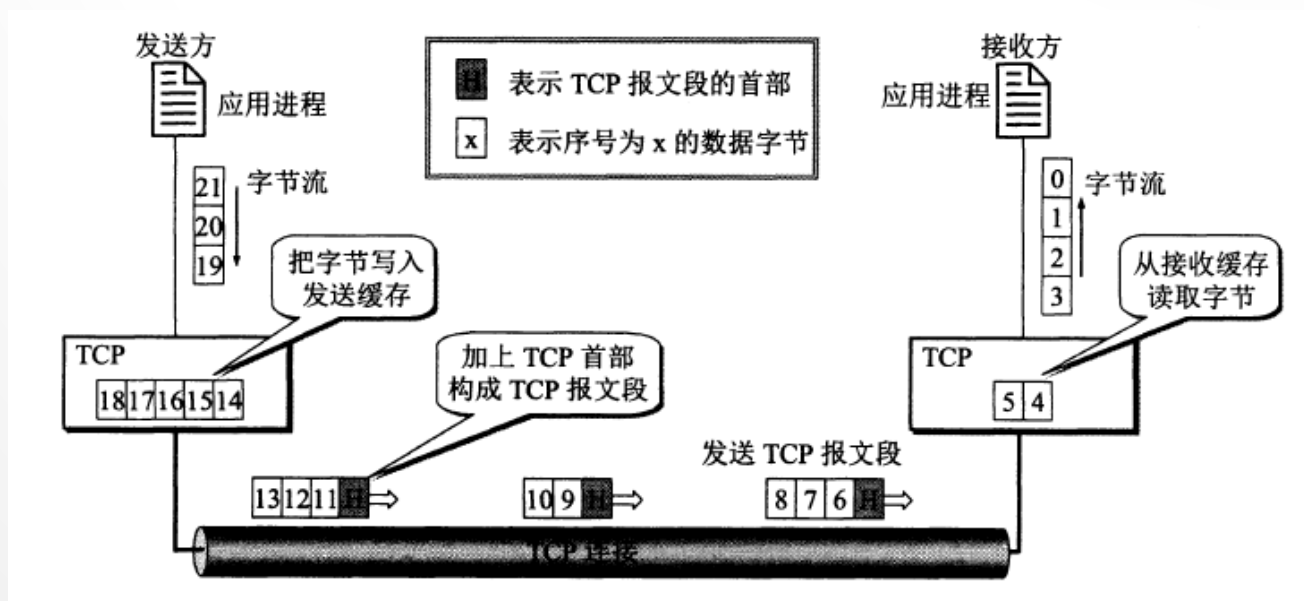 发送方
应用进程
H 表示 TCP 报文段的首部
x 表示序号为 x 的数据字节
接收方
应用进程
21
20
19
字节流
把字节写入
发送缓存
0
1
2
3
字节流
从接收缓存
读取字节
TCP
18 17 16 15 14
加上 TCP 首部
构成 TCP 报文段
TCP
5 4
发送 TCP 报文段
13 12 11 H
10 9 H
8 7 6 H
TCP 连接